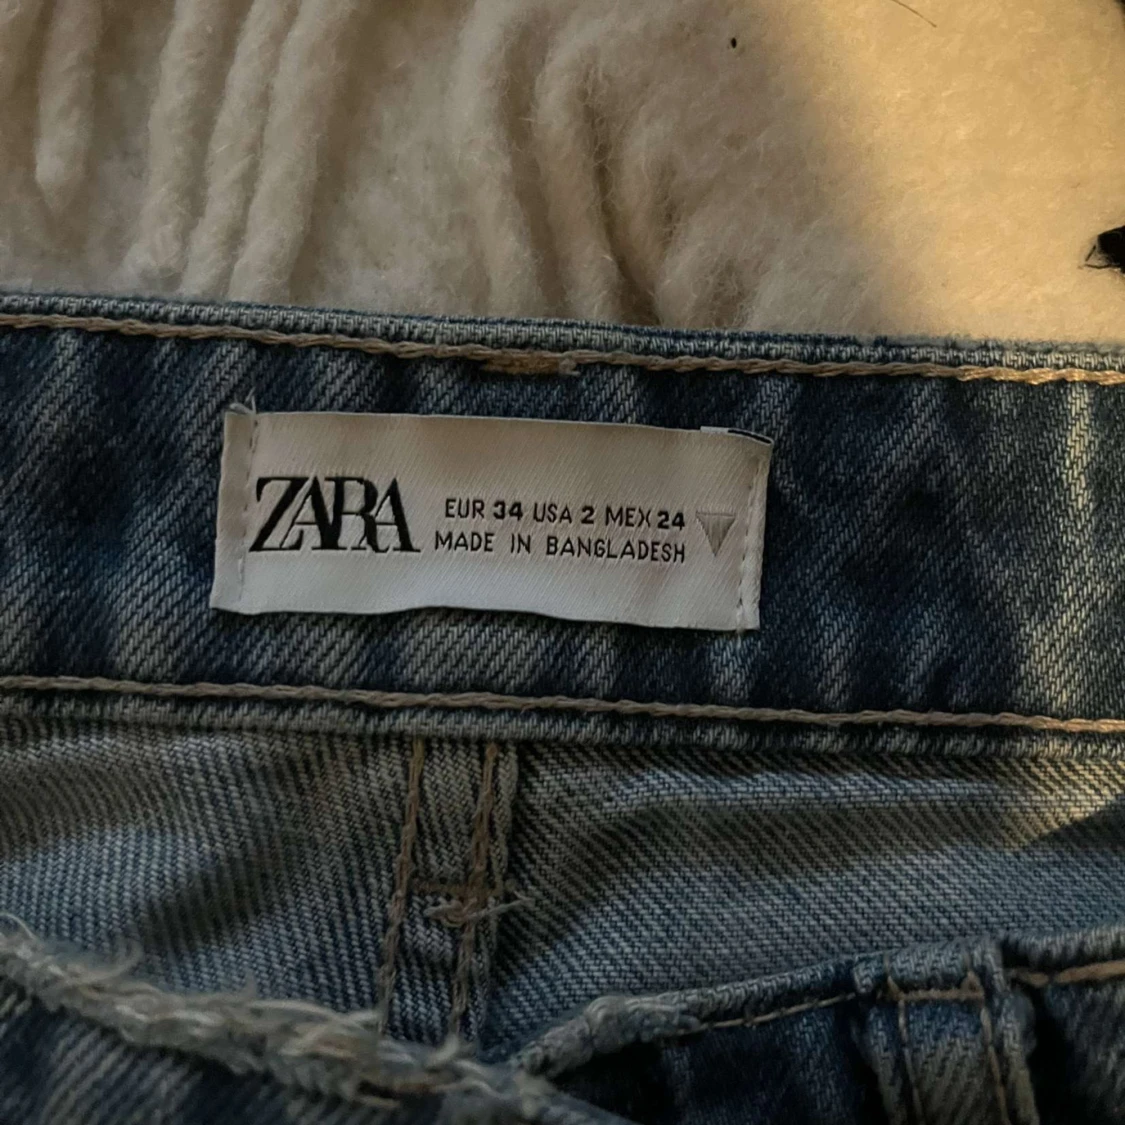 ZARA
EUR 34 USA 2 MEX 24
MADE IN BANGLADESH